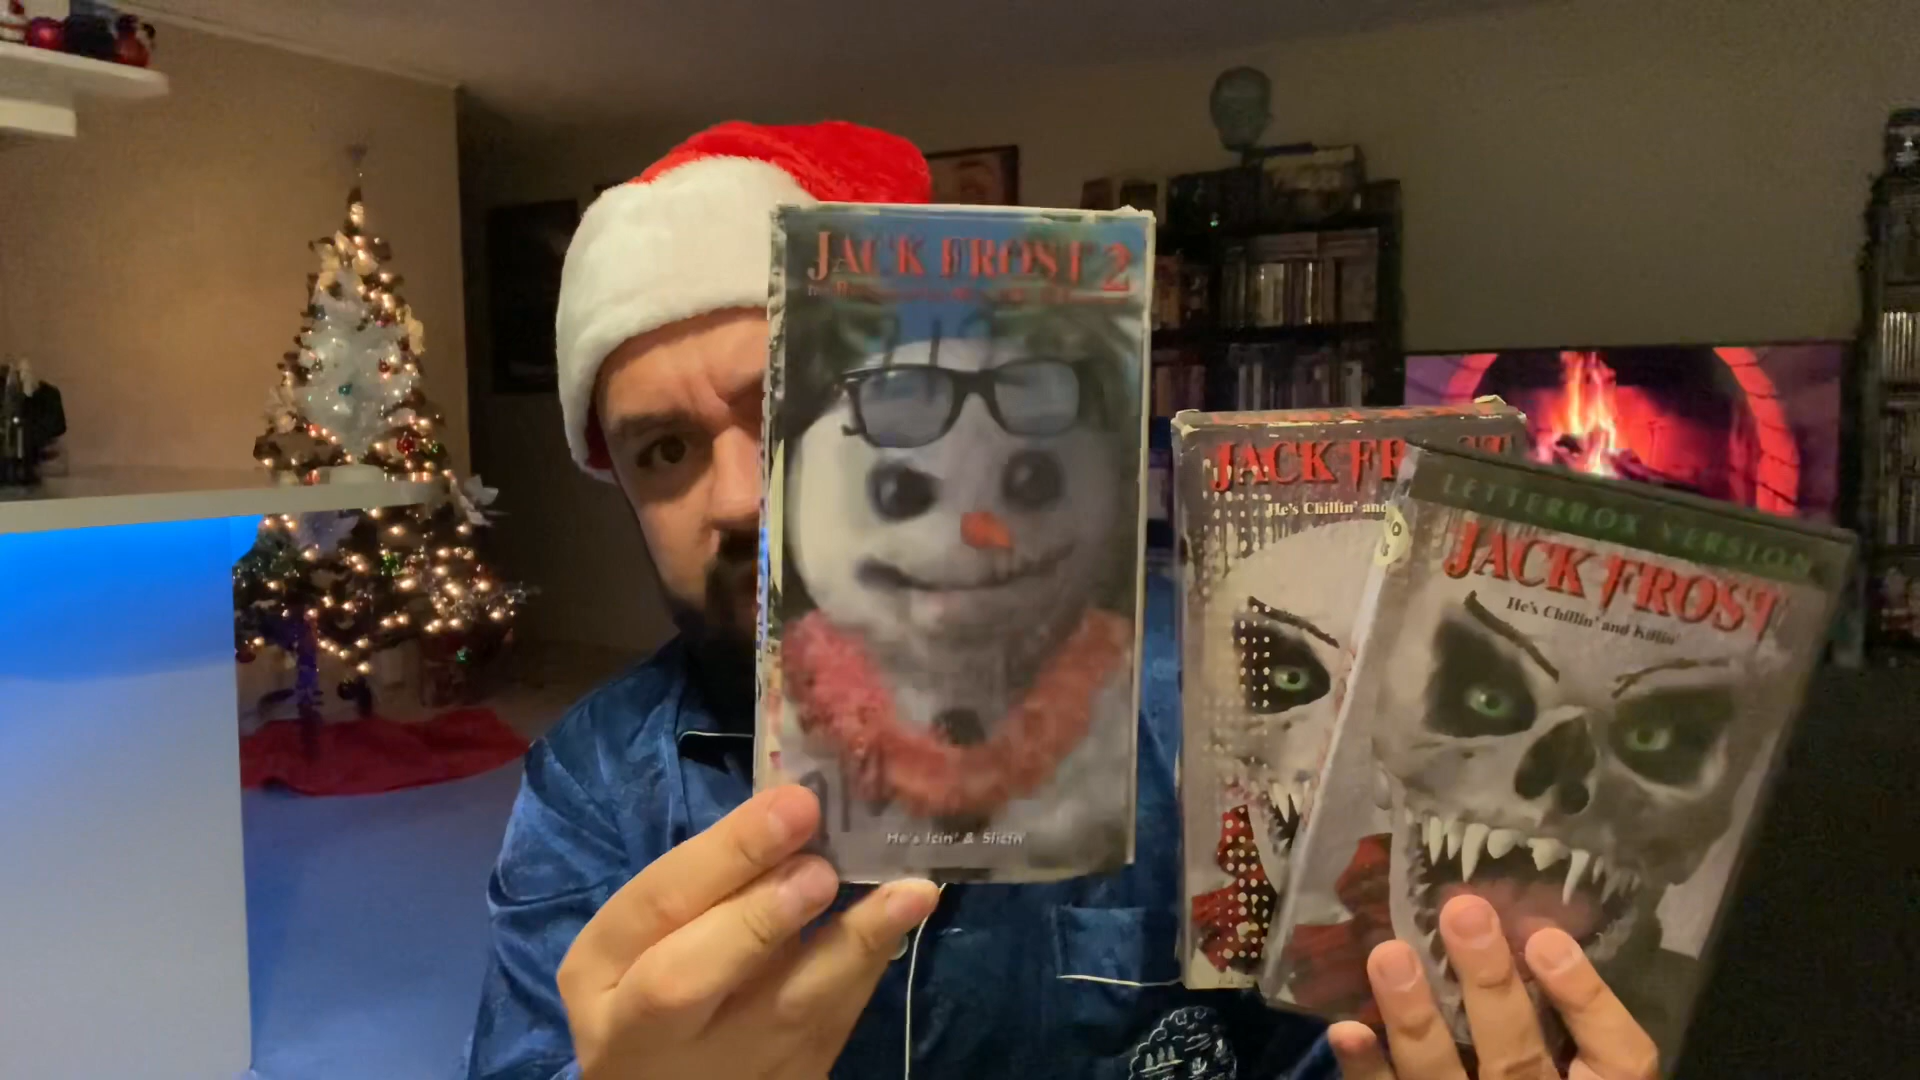 JACK FROST 2
He's Icin' & Slicin'
JACK FR
He's Chillin' and
LETTERBOX VERSION
JACK FROST
He's Chillin' and Killin'